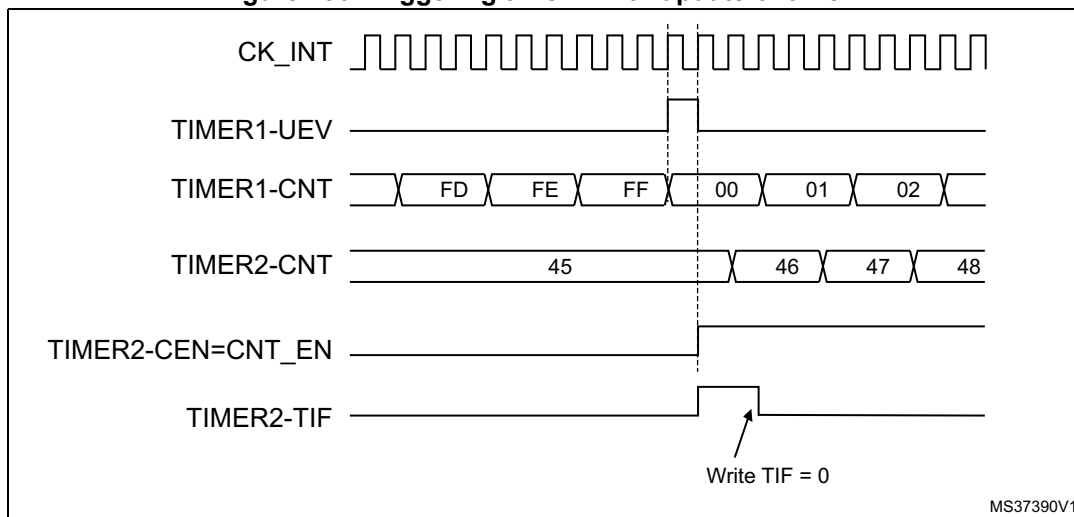 CK_INT
TIMER1-UEV
TIMER1-CNT FD FE FF 00 01 02
TIMER2-CNT 45 46 47 48
TIMER2-CEN=CNT_EN
TIMER2-TIF
Write TIF = 0
MS37390V1